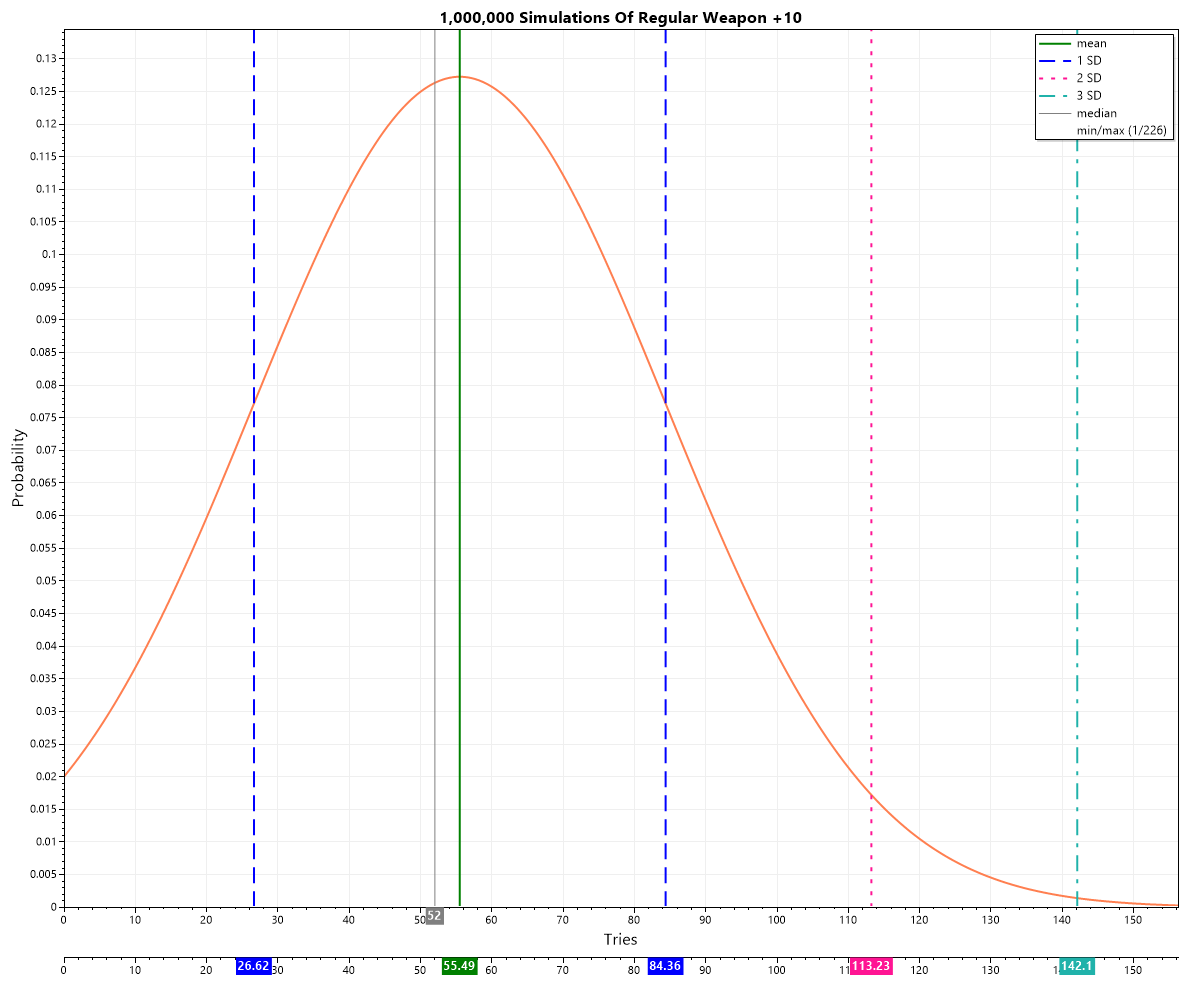 1,000,000 Simulations Of Regular Weapon +10
mean
1 SD
2 SD
3 SD
median
min/max (1/226)
0.13
0.125
0.12
0.115
0.11
0.105
0.1
0.095
0.09
0.085
0.08
0.075
0.07
0.065
0.06
0.055
0.05
0.045
0.04
0.035
0.03
0.025
0.02
0.015
0.01
0.005
0
Probability
0 10 20 30 40 50 52 60 70 80 90 100 110 120 130 140 150
Tries
0 10 20 26.62 30 40 50 55.49 60 70 80 84.36 90 100 113.23 120 130 142.1 150